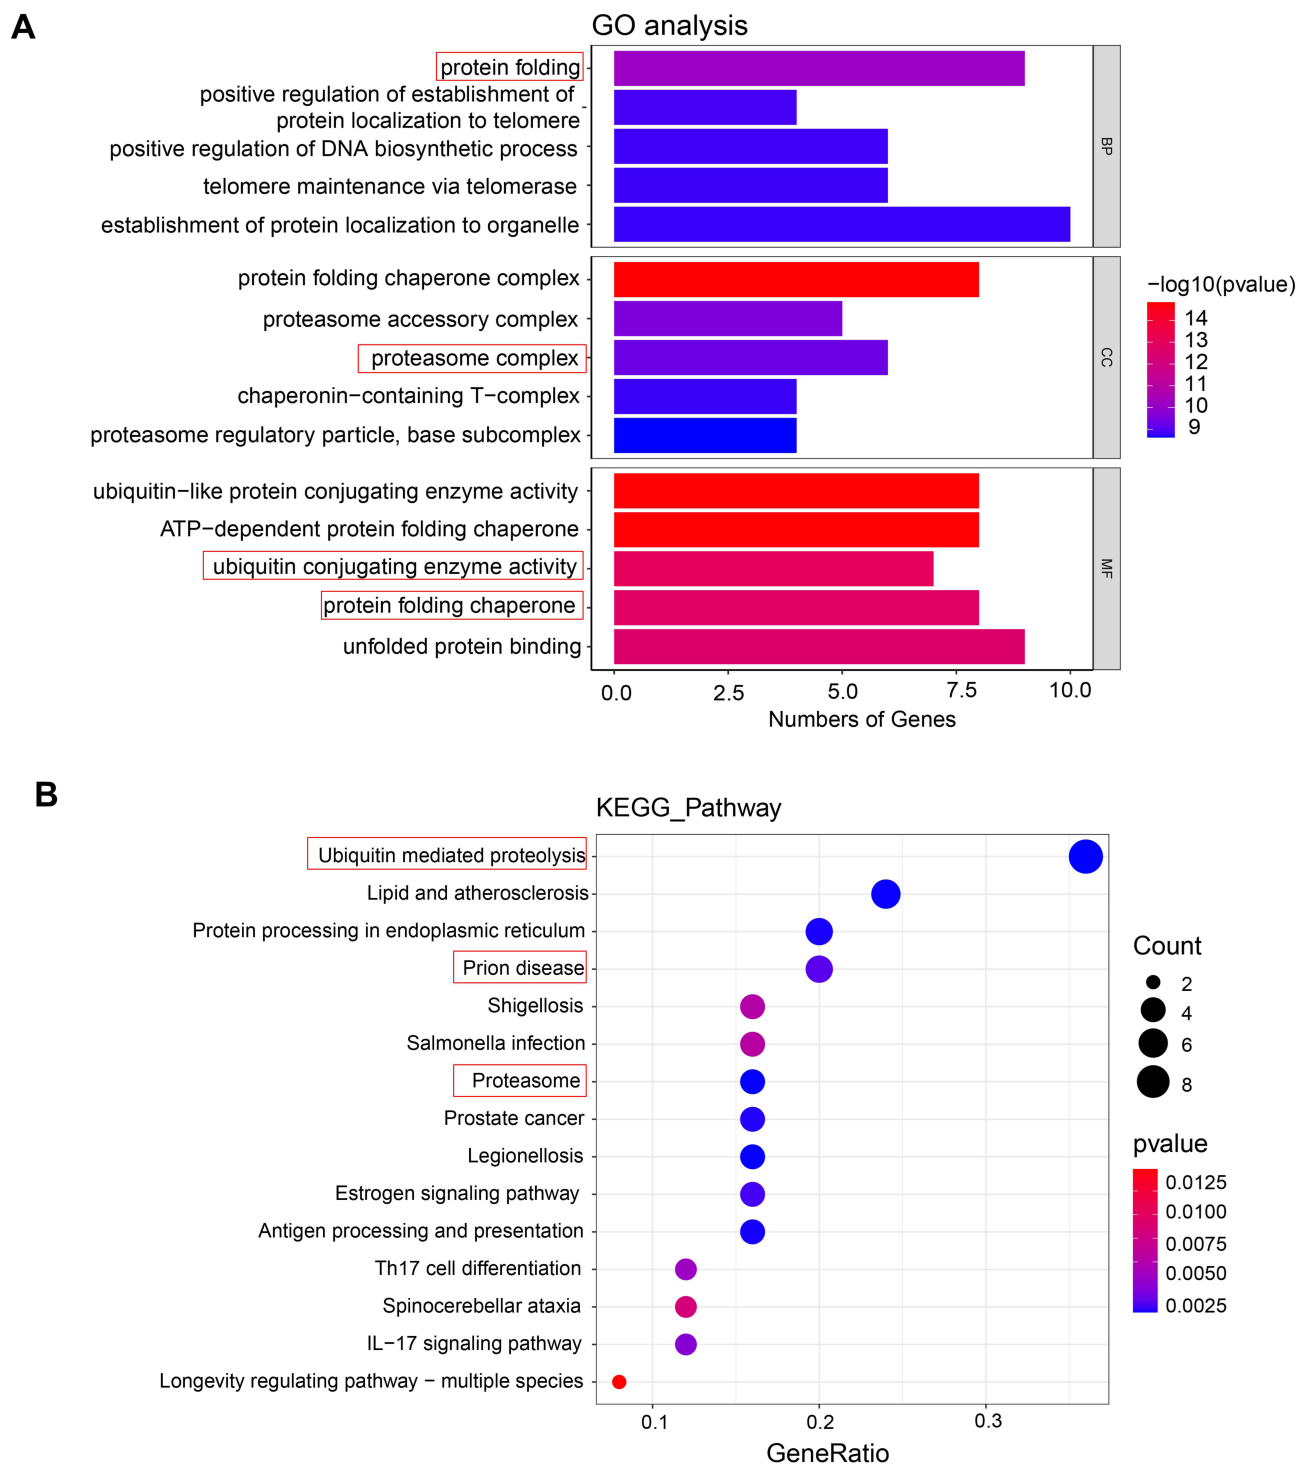 A
GO analysis
protein folding
positive regulation of establishment of
protein localization to telomere
positive regulation of DNA biosynthetic process
telomere maintenance via telomerase
establishment of protein localization to organelle
BP
protein folding chaperone complex
proteasome accessory complex
proteasome complex
chaperonin−containing T−complex
proteasome regulatory particle, base subcomplex
CC
ubiquitin−like protein conjugating enzyme activity
ATP−dependent protein folding chaperone
ubiquitin conjugating enzyme activity
protein folding chaperone
unfolded protein binding
MF
0.0 2.5 5.0 7.5 10.0
Numbers of Genes
−log10(pvalue)
14
13
12
11
10
9
B
KEGG_Pathway
Ubiquitin mediated proteolysis
Lipid and atherosclerosis
Protein processing in endoplasmic reticulum
Prion disease
Shigellosis
Salmonella infection
Proteasome
Prostate cancer
Legionellosis
Estrogen signaling pathway
Antigen processing and presentation
Th17 cell differentiation
Spinocerebellar ataxia
IL−17 signaling pathway
Longevity regulating pathway − multiple species
0.1 0.2 0.3
GeneRatio
Count
2
4
6
8
pvalue
0.0125
0.0100
0.0075
0.0050
0.0025